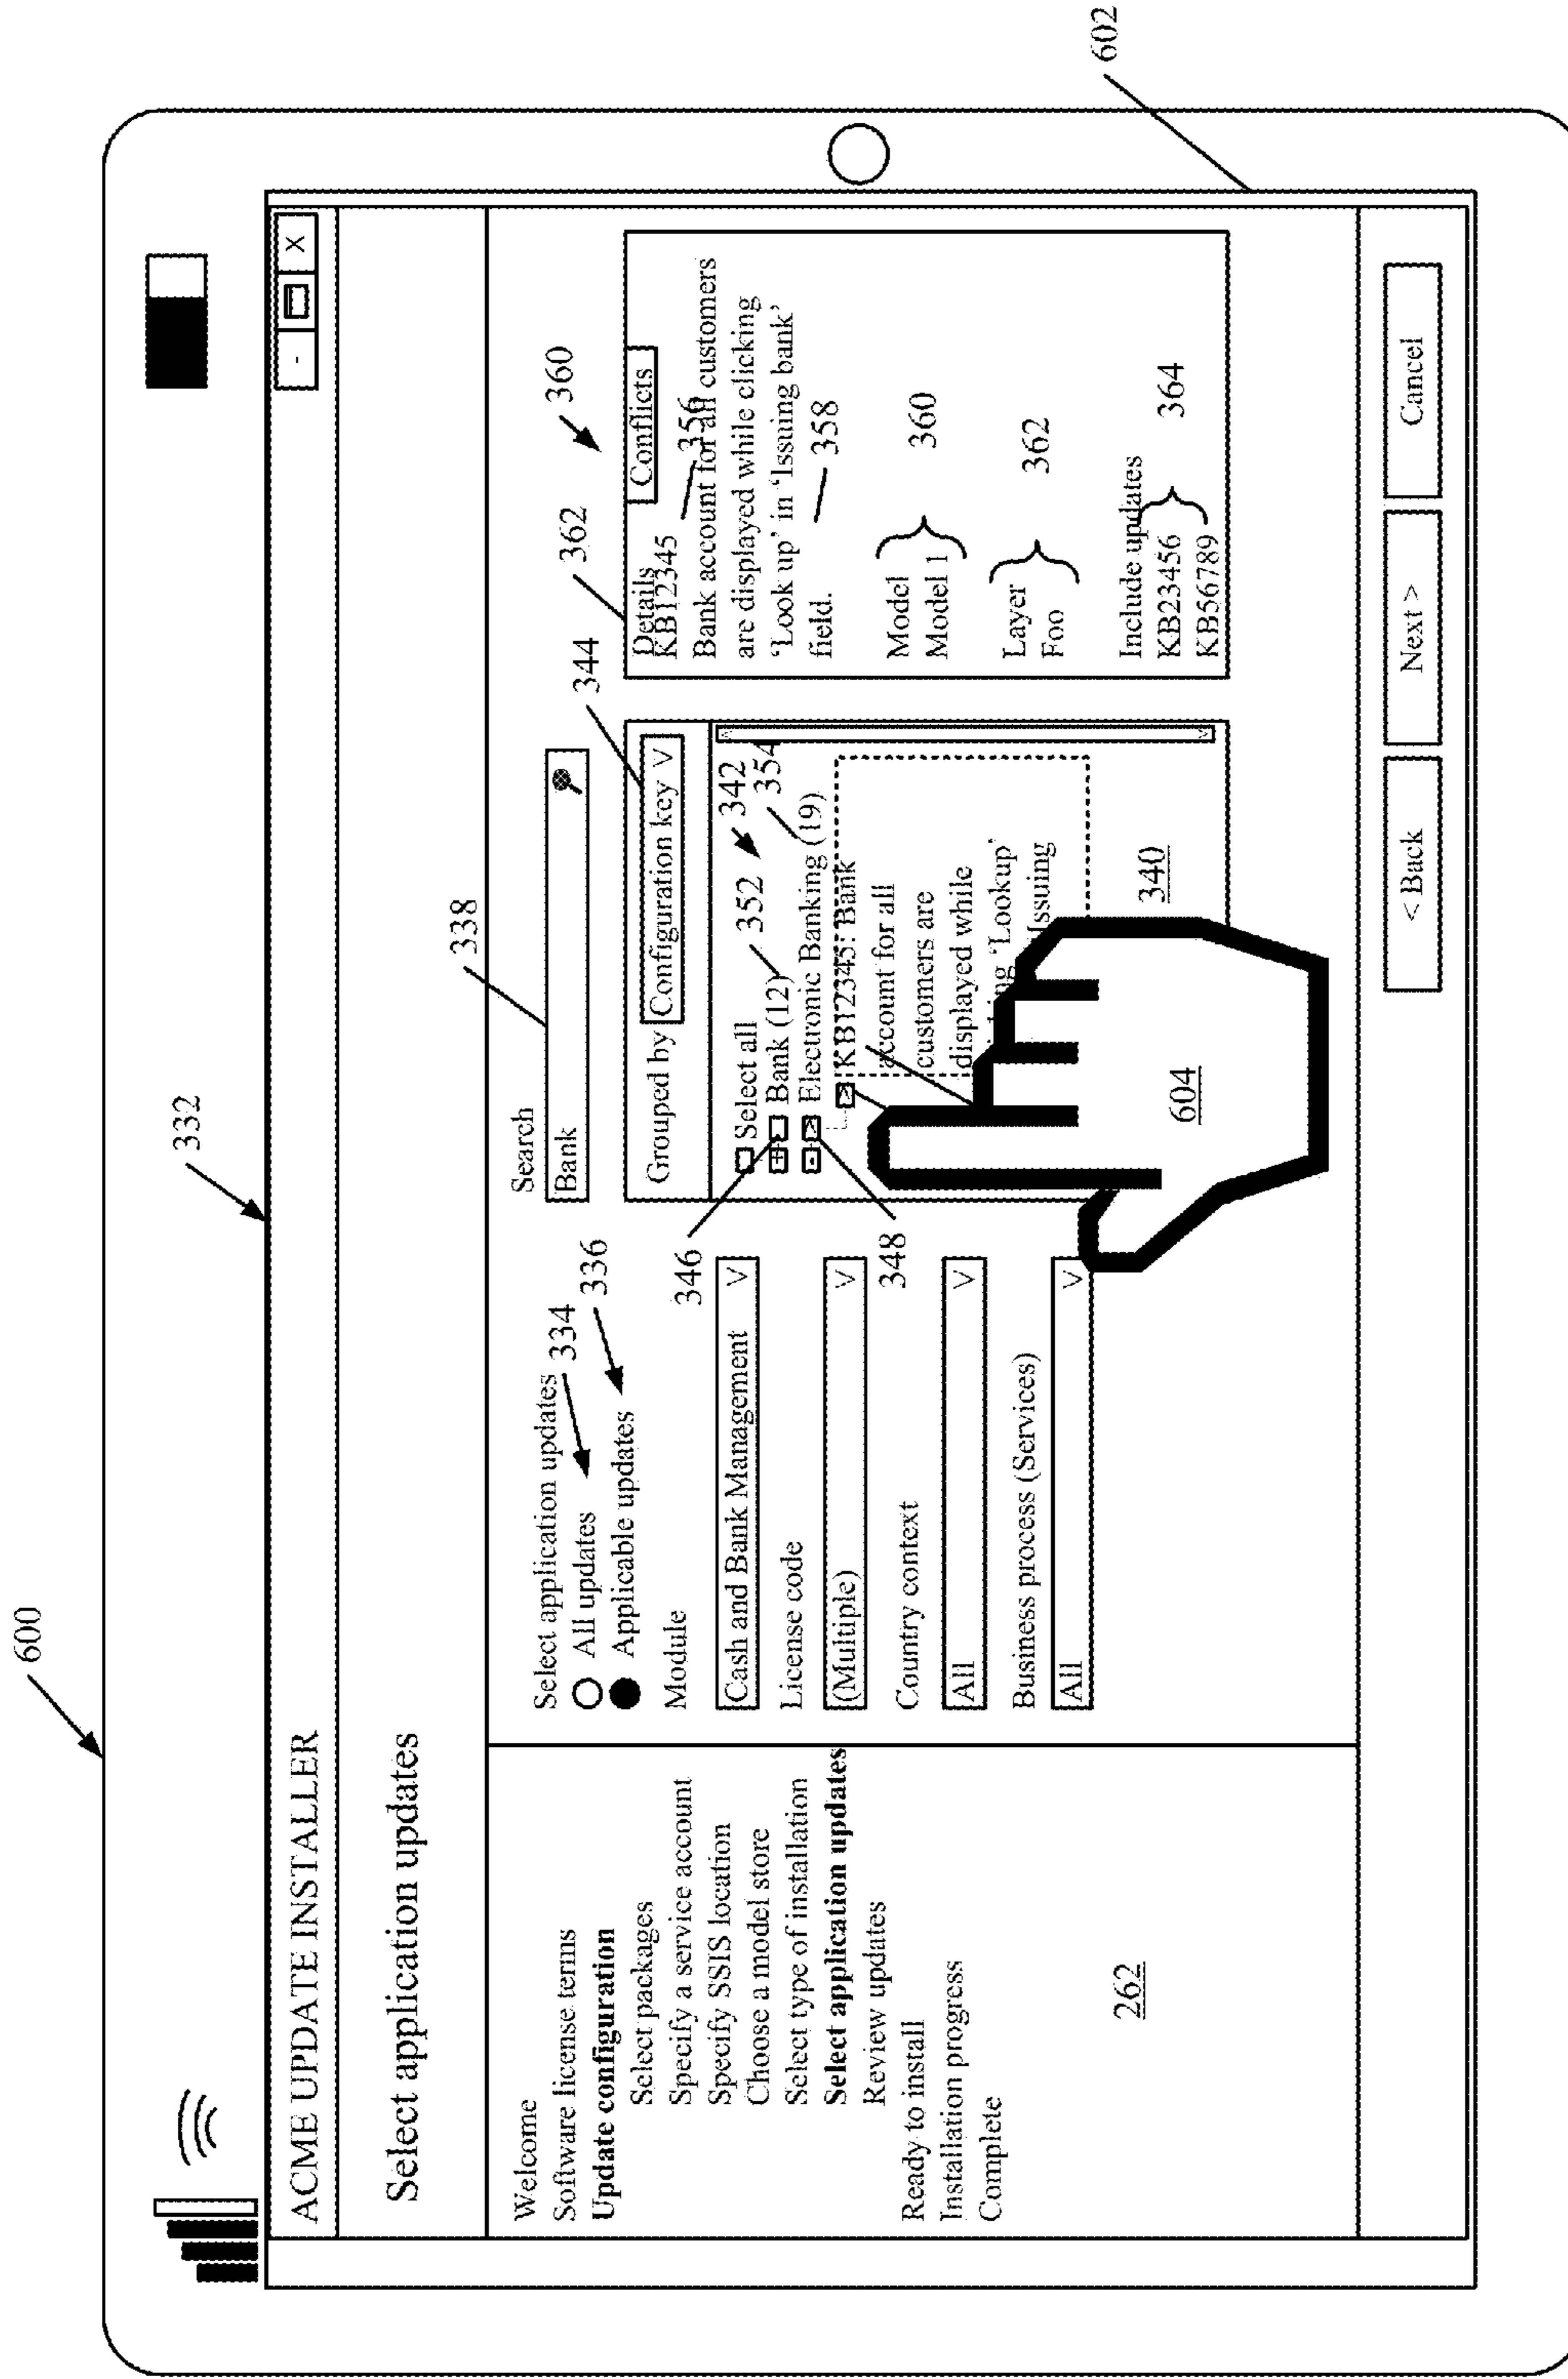 600
332
602
ACME UPDATE INSTALLER
- X
Select application updates
Welcome
Software license terms
Update configuration
Select packages
Specify a service account
Specify SSIS location
Choose a model store
Select type of installation
Select application updates
Review updates
Ready to install
Installation progress
Complete
262
Select application updates
334
All updates
336
Applicable updates
Module
346
Cash and Bank Management V
License code
(Multiple) V
348
Country context
All V
Business process (Services)
All V
338
Search
Bank
344
Grouped by Configuration key V
Select all 352 342
Bank (12) 354
Electronic Banking (19)
KB12345: Bank
account for all
customers are
displayed while
'Lookup'
340
604
362 360
Details Conflicts
KB12345 356
Bank account for all customers
are displayed while clicking
'Look up' in 'Issuing bank'
field. 358
Model
Model 1
360
Layer
Foo
362
Include updates
KB23456
KB56789
364
< Back Next > Cancel